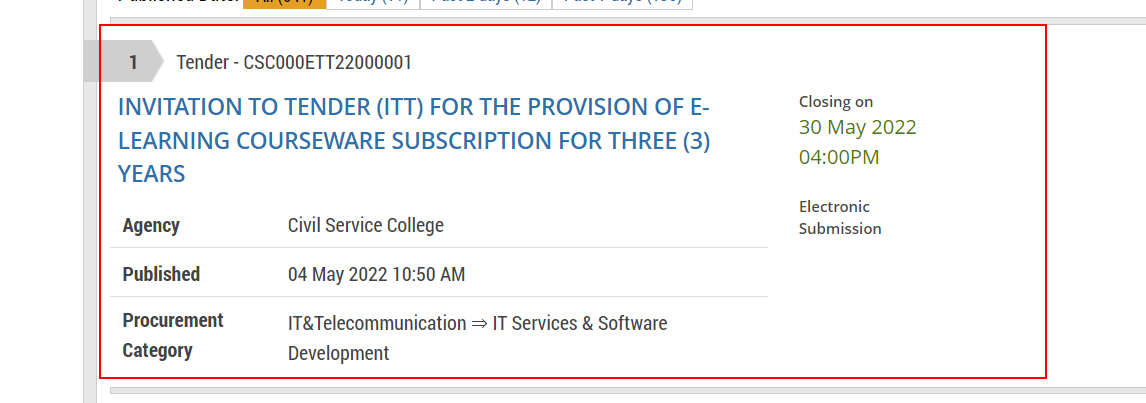 1 Tender - CSC000ETT22000001
INVITATION TO TENDER (ITT) FOR THE PROVISION OF E-
LEARNING COURSEWARE SUBSCRIPTION FOR THREE (3)
YEARS
Closing on
30 May 2022
04:00PM
Electronic
Submission
Agency Civil Service College
Published 04 May 2022 10:50 AM
Procurement
Category
IT&Telecommunication ⇒ IT Services & Software
Development